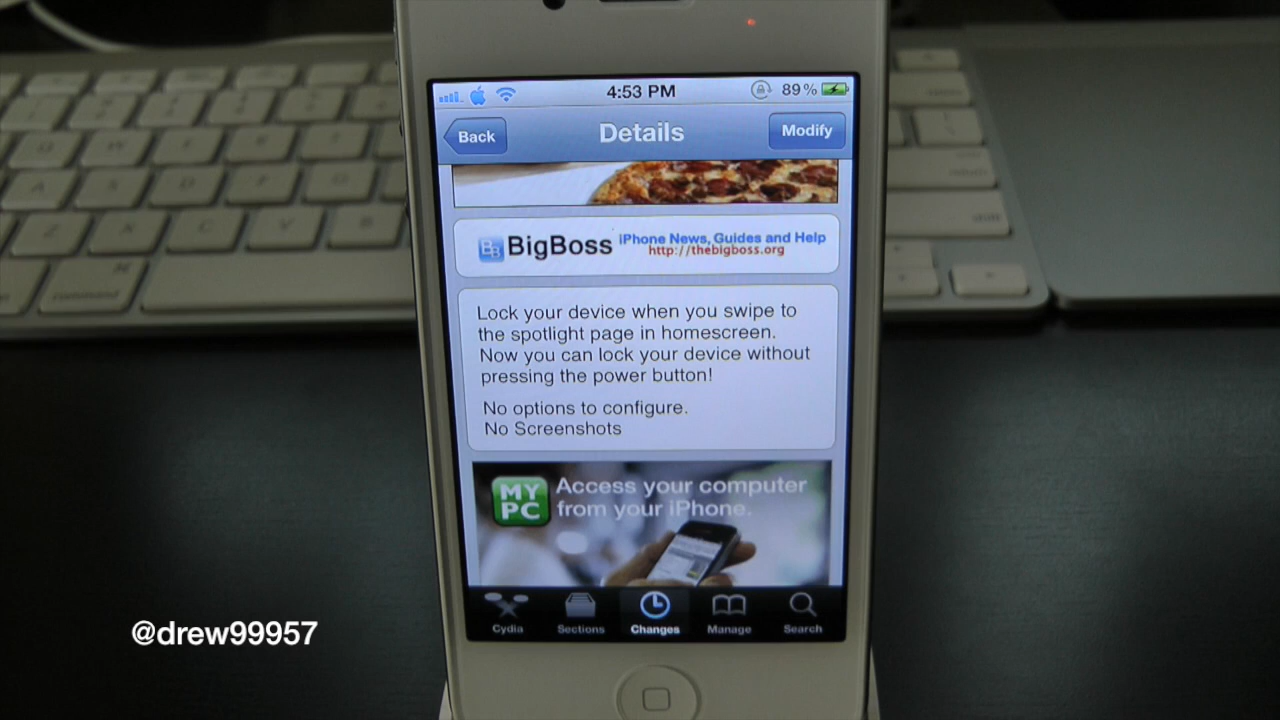 4:53 PM
89%
Back
Details
Modify
BB BigBoss
iPhone News, Guides and Help
http://thebigboss.org
Lock your device when you swipe to
the spotlight page in homescreen.
Now you can lock your device without
pressing the power button!
No options to configure.
No Screenshots
MY
PC
Access your computer
from your iPhone.
Cydia
Sections
Changes
Manage
Search
@drew99957
command
return